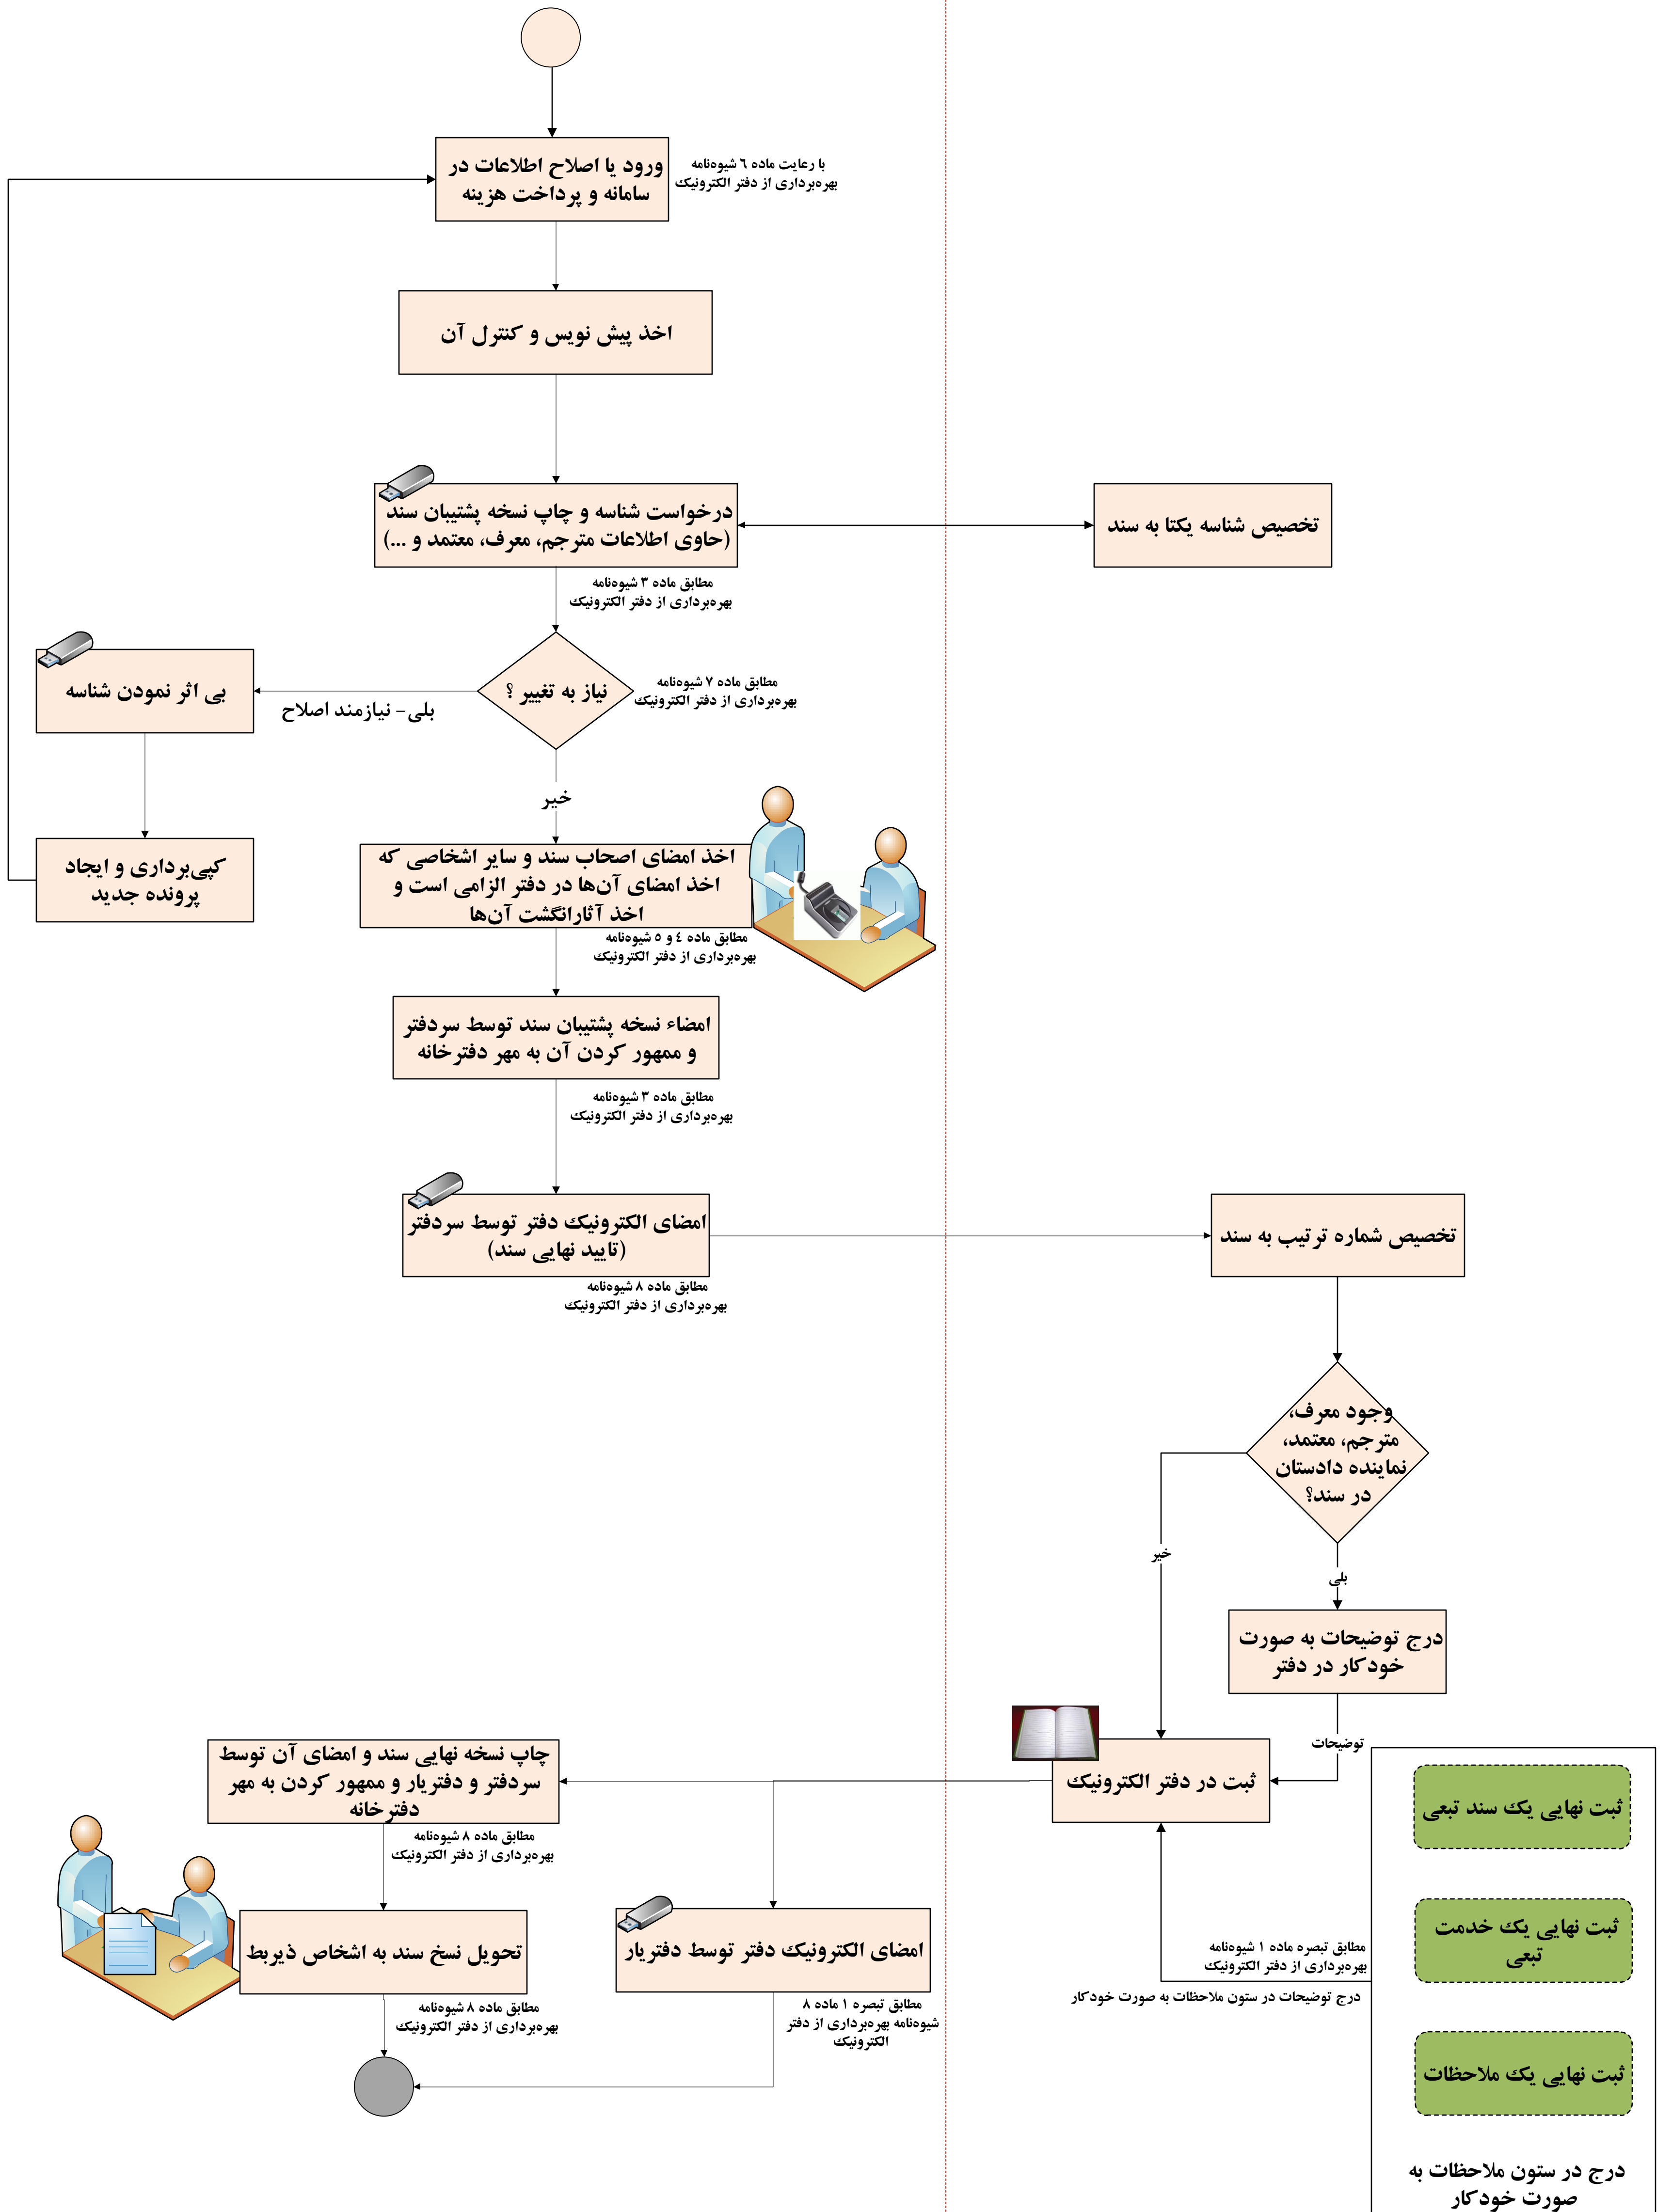 ورود یا اصلاح اطلاعات در
سامانه و پرداخت هزینه
با رعایت ماده ٦ شیوه‌نامه
بهره‌برداری از دفتر الکترونیک
اخذ پیش نویس و کنترل آن
درخواست شناسه و چاپ نسخه پشتیبان سند
(حاوی اطلاعات مترجم، معرف، معتمد و ...)
تخصیص شناسه یکتا به سند
مطابق ماده ۳ شیوه‌نامه
بهره‌برداری از دفتر الکترونیک
نیاز به تغییر ؟
مطابق ماده ۷ شیوه‌نامه
بهره‌برداری از دفتر الکترونیک
بلی- نیازمند اصلاح
بی اثر نمودن شناسه
کپی‌برداری و ایجاد
پرونده جدید
خیر
اخذ امضای اصحاب سند و سایر اشخاصی که
اخذ امضای آن‌ها در دفتر الزامی است و
اخذ آثارانگشت آن‌ها
مطابق ماده ٤ و ٥ شیوه‌نامه
بهره‌برداری از دفتر الکترونیک
امضاء نسخه پشتیبان سند توسط سردفتر
و ممهور کردن آن به مهر دفترخانه
مطابق ماده ۳ شیوه‌نامه
بهره‌برداری از دفتر الکترونیک
امضای الکترونیک دفتر توسط سردفتر
(تایید نهایی سند)
مطابق ماده ۸ شیوه‌نامه
بهره‌برداری از دفتر الکترونیک
تخصیص شماره ترتیب به سند
وجود معرف،
مترجم، معتمد،
نماینده دادستان
در سند؟
خیر
بلی
درج توضیحات به صورت
خودکار در دفتر
توضیحات
ثبت در دفتر الکترونیک
چاپ نسخه نهایی سند و امضای آن توسط
سردفتر و دفتریار و ممهور کردن به مهر
دفترخانه
مطابق ماده ۸ شیوه‌نامه
بهره‌برداری از دفتر الکترونیک
تحویل نسخ سند به اشخاص ذیربط
مطابق ماده ۸ شیوه‌نامه
بهره‌برداری از دفتر الکترونیک
امضای الکترونیک دفتر توسط دفتریار
مطابق تبصره ۱ ماده ۸
شیوه‌نامه بهره‌برداری از دفتر
الکترونیک
مطابق تبصره ماده ۱ شیوه‌نامه
بهره‌برداری از دفتر الکترونیک
درج توضیحات در ستون ملاحظات به صورت خودکار
ثبت نهایی یک سند تبعی
ثبت نهایی یک خدمت
تبعی
ثبت نهایی یک ملاحظات
درج در ستون ملاحظات به
صورت خودکار